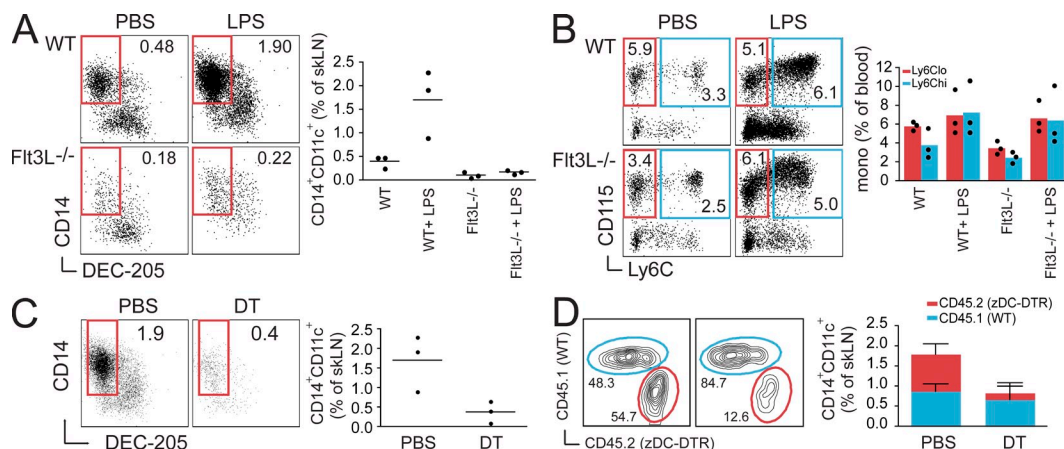 A
PBS
LPS
WT
0.48
1.90
Flt3L-/-
0.18
0.22
CD14
DEC-205
CD14+CD11c+ (% of skLN)
2.5
2.0
1.5
1.0
0.5
0.0
WT
WT+ LPS
Flt3L-/-
Flt3L-/- + LPS
B
PBS
LPS
WT
5.9
3.3
5.1
6.1
Flt3L-/-
3.4
2.5
6.1
5.0
CD115
Ly6C
mono (% of blood)
12
10
8
6
4
2
0
Ly6Clo
Ly6Chi
WT
WT + LPS
Flt3L-/-
Flt3L-/- + LPS
C
PBS
DT
1.9
0.4
CD14
DEC-205
CD14+CD11c+
(% of skLN)
2.5
2.0
1.5
1.0
0.5
0.0
PBS
DT
D
CD45.1 (WT)
48.3
54.7
84.7
12.6
CD45.2 (zDC-DTR)
CD45.2 (zDC-DTR)
CD45.1 (WT)
CD14+CD11c+
(% of skLN)
2.5
2.0
1.5
1.0
0.5
0.0
PBS
DT